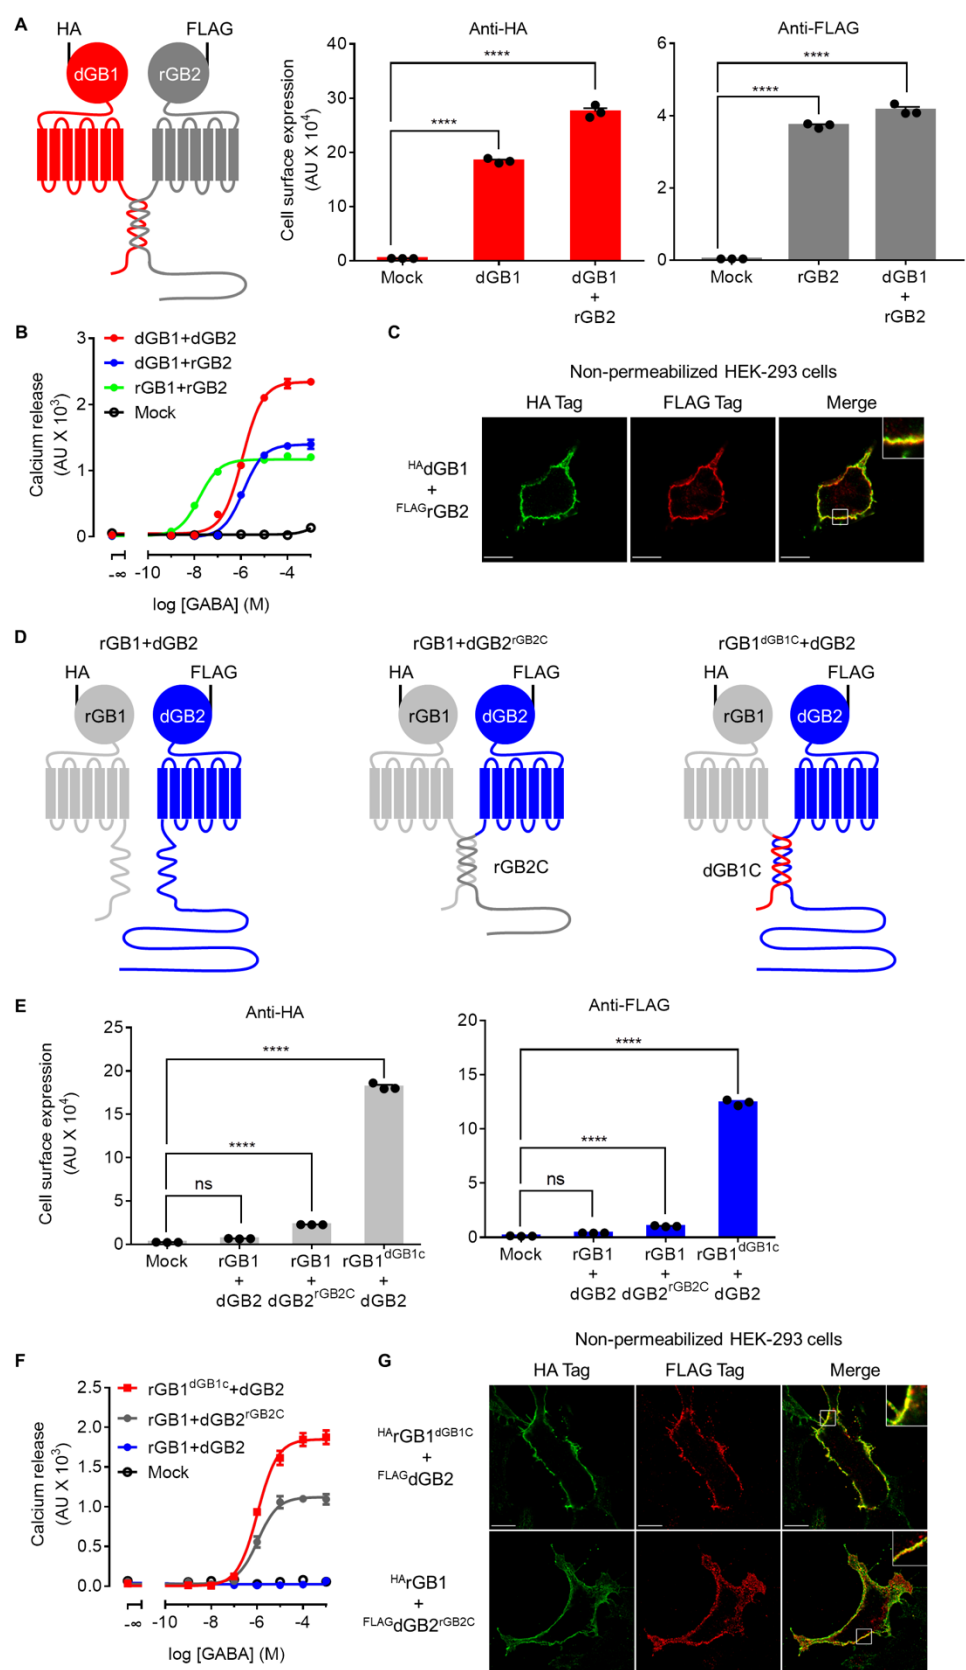 A
HA
FLAG
dGB1
rGB2
Anti-HA
Cell surface expression
(AU X 10⁴)
40
30
20
10
0
****
****
Mock
dGB1
dGB1
+
rGB2
Anti-FLAG
6
4
2
0
****
****
Mock
rGB2
dGB1
+
rGB2
B
dGB1+dGB2
dGB1+rGB2
rGB1+rGB2
Mock
Calcium release
(AU X 10³)
3
2
1
0
-∞
-10
-8
-6
-4
log [GABA] (M)
C
Non-permeabilized HEK-293 cells
HA Tag
FLAG Tag
Merge
ᴴᴬdGB1
+
ᶠᴸᴬᴳrGB2
D
rGB1+dGB2
HA
FLAG
rGB1
dGB2
rGB1+dGB2ʳᴳᴮ²ᶜ
HA
FLAG
rGB1
dGB2
rGB2C
rGB1ᵈᴳᴮ¹ᶜ+dGB2
HA
FLAG
rGB1
dGB2
dGB1C
E
Anti-HA
Cell surface expression
(AU X 10⁴)
25
20
15
10
5
0
****
****
ns
Mock
rGB1
+
dGB2
rGB1
+
dGB2ʳᴳᴮ²ᶜ
rGB1ᵈᴳᴮ¹ᶜ
+
dGB2
Anti-FLAG
20
15
10
5
0
****
****
ns
Mock
rGB1
+
dGB2
rGB1
+
dGB2ʳᴳᴮ²ᶜ
rGB1ᵈᴳᴮ¹ᶜ
+
dGB2
F
rGB1ᵈᴳᴮ¹ᶜ+dGB2
rGB1+dGB2ʳᴳᴮ²ᶜ
rGB1+dGB2
Mock
Calcium release
(AU X 10³)
2.5
2.0
1.5
1.0
0.5
0.0
-∞
-10
-8
-6
-4
log [GABA] (M)
G
Non-permeabilized HEK-293 cells
HA Tag
FLAG Tag
Merge
ᴴᴬrGB1ᵈᴳᴮ¹ᶜ
+
ᶠᴸᴬᴳdGB2
ᴴᴬrGB1
+
ᶠᴸᴬᴳdGB2ʳᴳᴮ²ᶜ